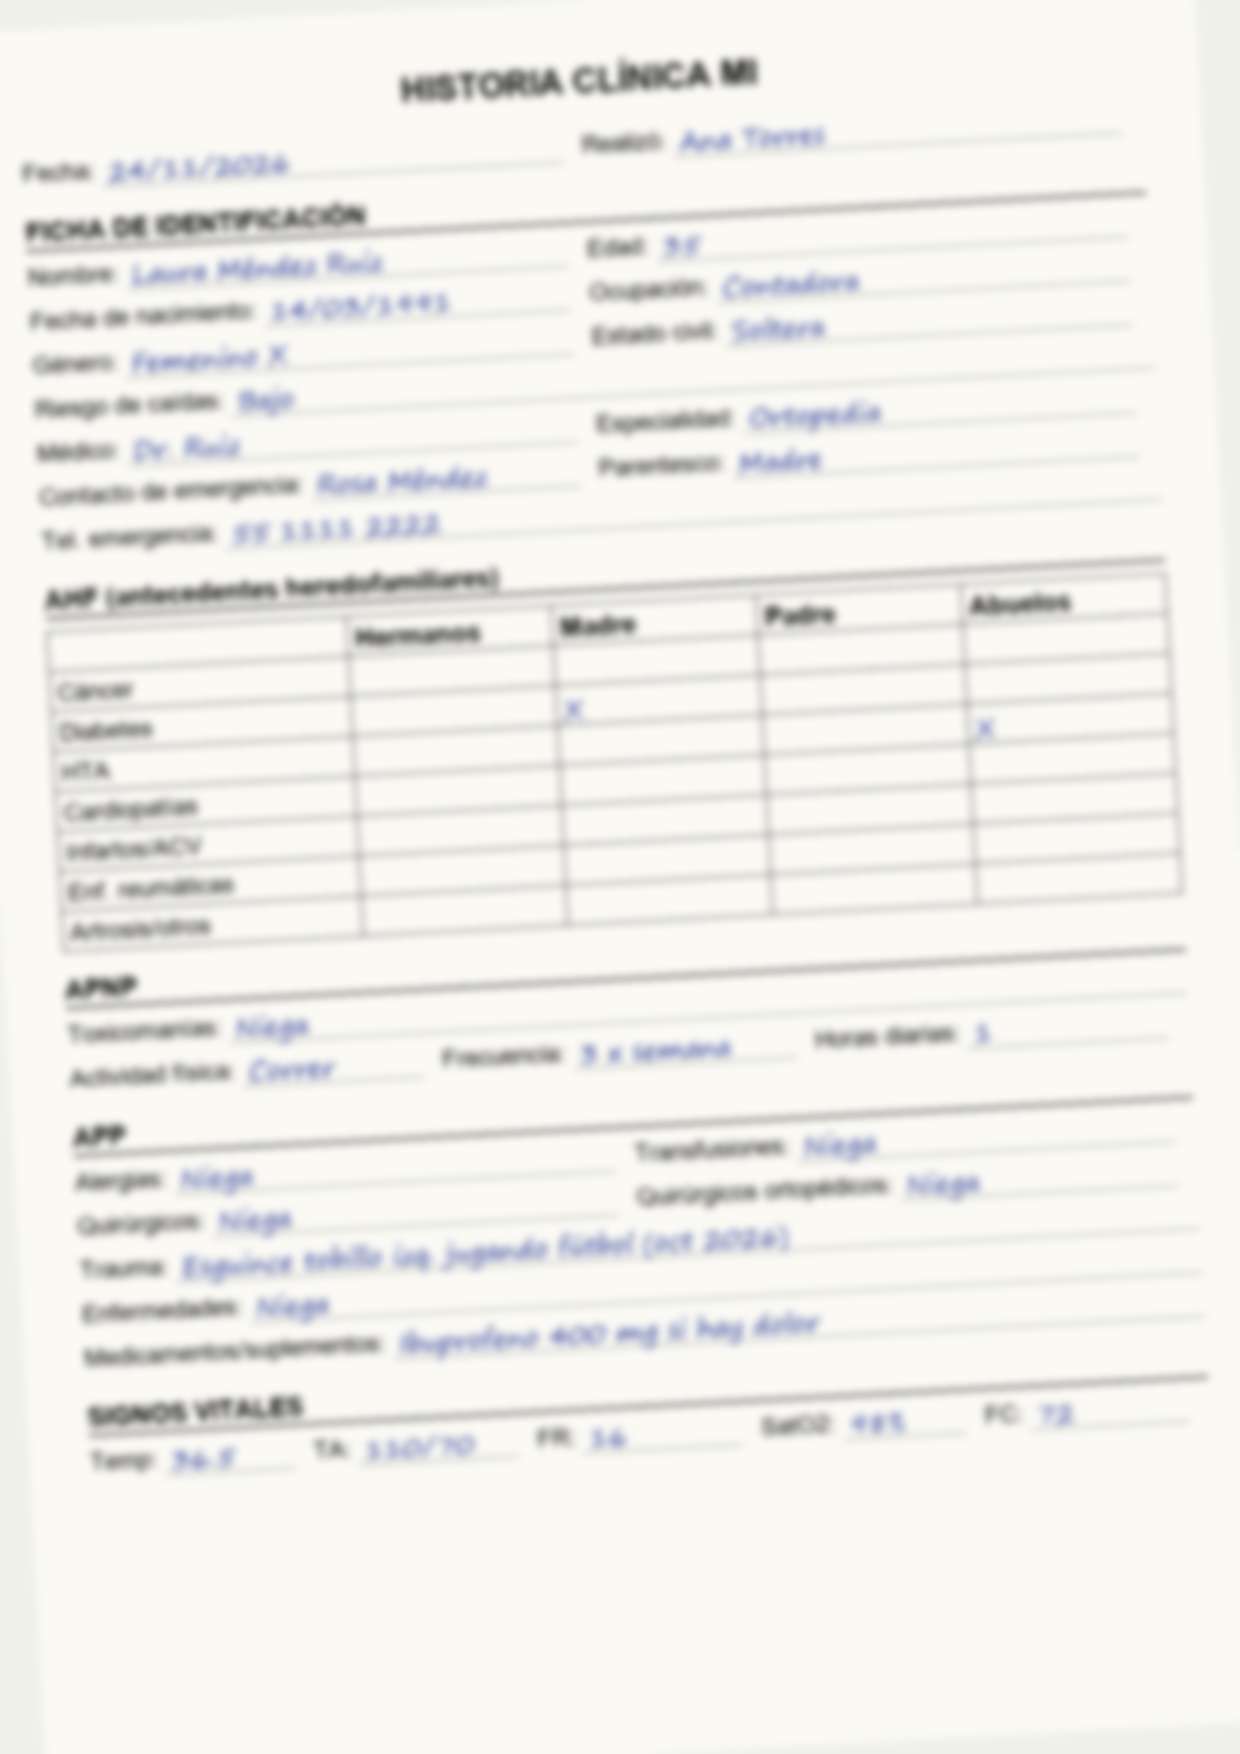 HISTORIA CLÍNICA MI
Fecha: 24/11/2026 Realizó: Ana Torres
FICHA DE IDENTIFICACIÓN
Nombre: Laura Méndez Ruiz Edad: 35
Fecha de nacimiento: 14/03/1991 Ocupación: Contadora
Género: Femenino X Estado civil: Soltera
Riesgo de caídas: Bajo
Médico: Dr. Ruiz Especialidad: Ortopedia
Contacto de emergencia: Rosa Méndez Parentesco: Madre
Tel. emergencia: 55 1111 2222
AHF (antecedentes heredofamiliares)
Hermanos Madre Padre Abuelos
Cáncer
Diabetes X
HTA X
Cardiopatías
Infartos/ACV
Enf. reumáticas
Artrosis/otros
APNP
Toxicomanías: Niega
Actividad física: Correr Frecuencia: 3 x semana Horas diarias: 1
APP
Alergias: Niega Transfusiones: Niega
Quirúrgicos: Niega Quirúrgicos ortopédicos: Niega
Trauma: Esguince tobillo izq. jugando fútbol (oct 2026)
Enfermedades: Niega
Medicamentos/suplementos: Ibuprofeno 400 mg si hay dolor
SIGNOS VITALES
Temp: 36.5 TA: 110/70 FR: 16 SatO2: FC: 72